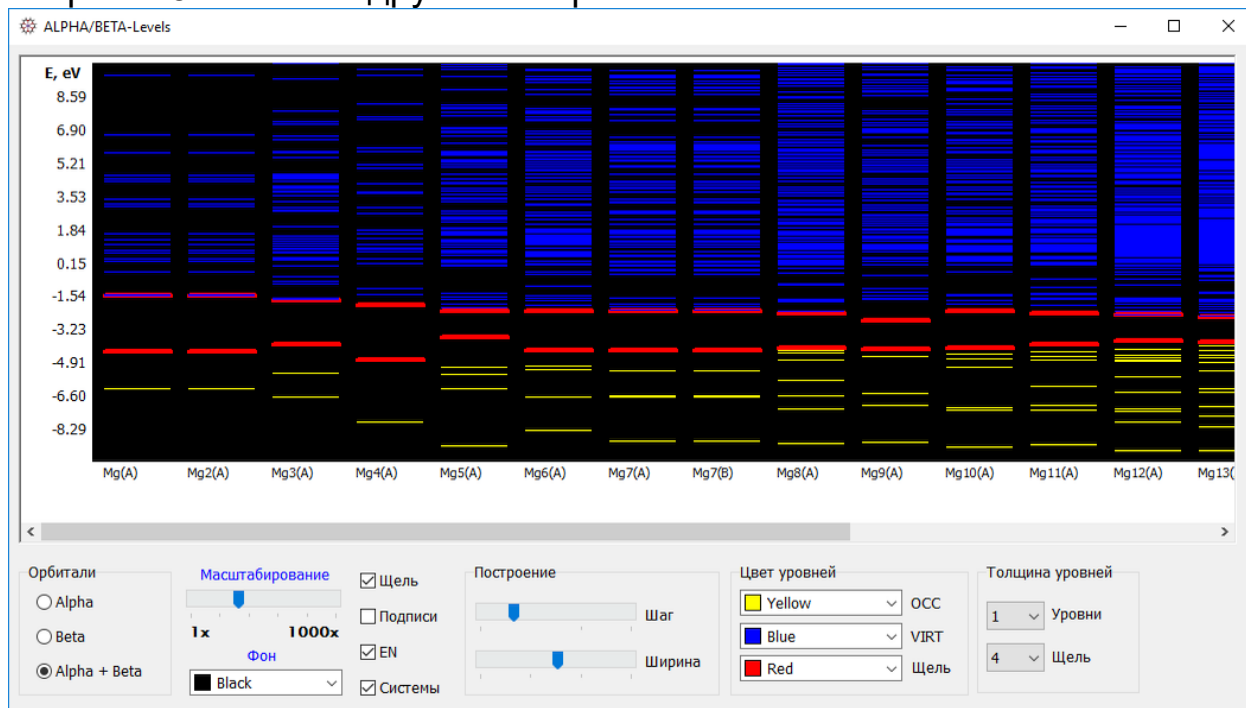 ALPHA/BETA-Levels
E, eV
8.59
6.90
5.21
3.53
1.84
0.15
-1.54
-3.23
-4.91
-6.60
-8.29
Mg(A) Mg2(A) Mg3(A) Mg4(A) Mg5(A) Mg6(A) Mg7(A) Mg7(B) Mg8(A) Mg9(A) Mg10(A) Mg11(A) Mg12(A) Mg13(
Орбитали
Alpha
Beta
Alpha + Beta
Масштабирование
1x 1000x
Фон
Black
Щель
Подписи
EN
Системы
Построение
Шаг
Ширина
Цвет уровней
Yellow OCC
Blue VIRT
Red Щель
Толщина уровней
1 Уровни
4 Щель